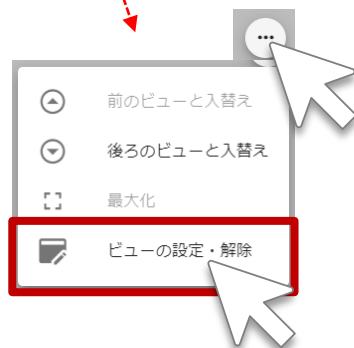 前のビューと入替え
後ろのビューと入替え
最大化
ビューの設定・解除